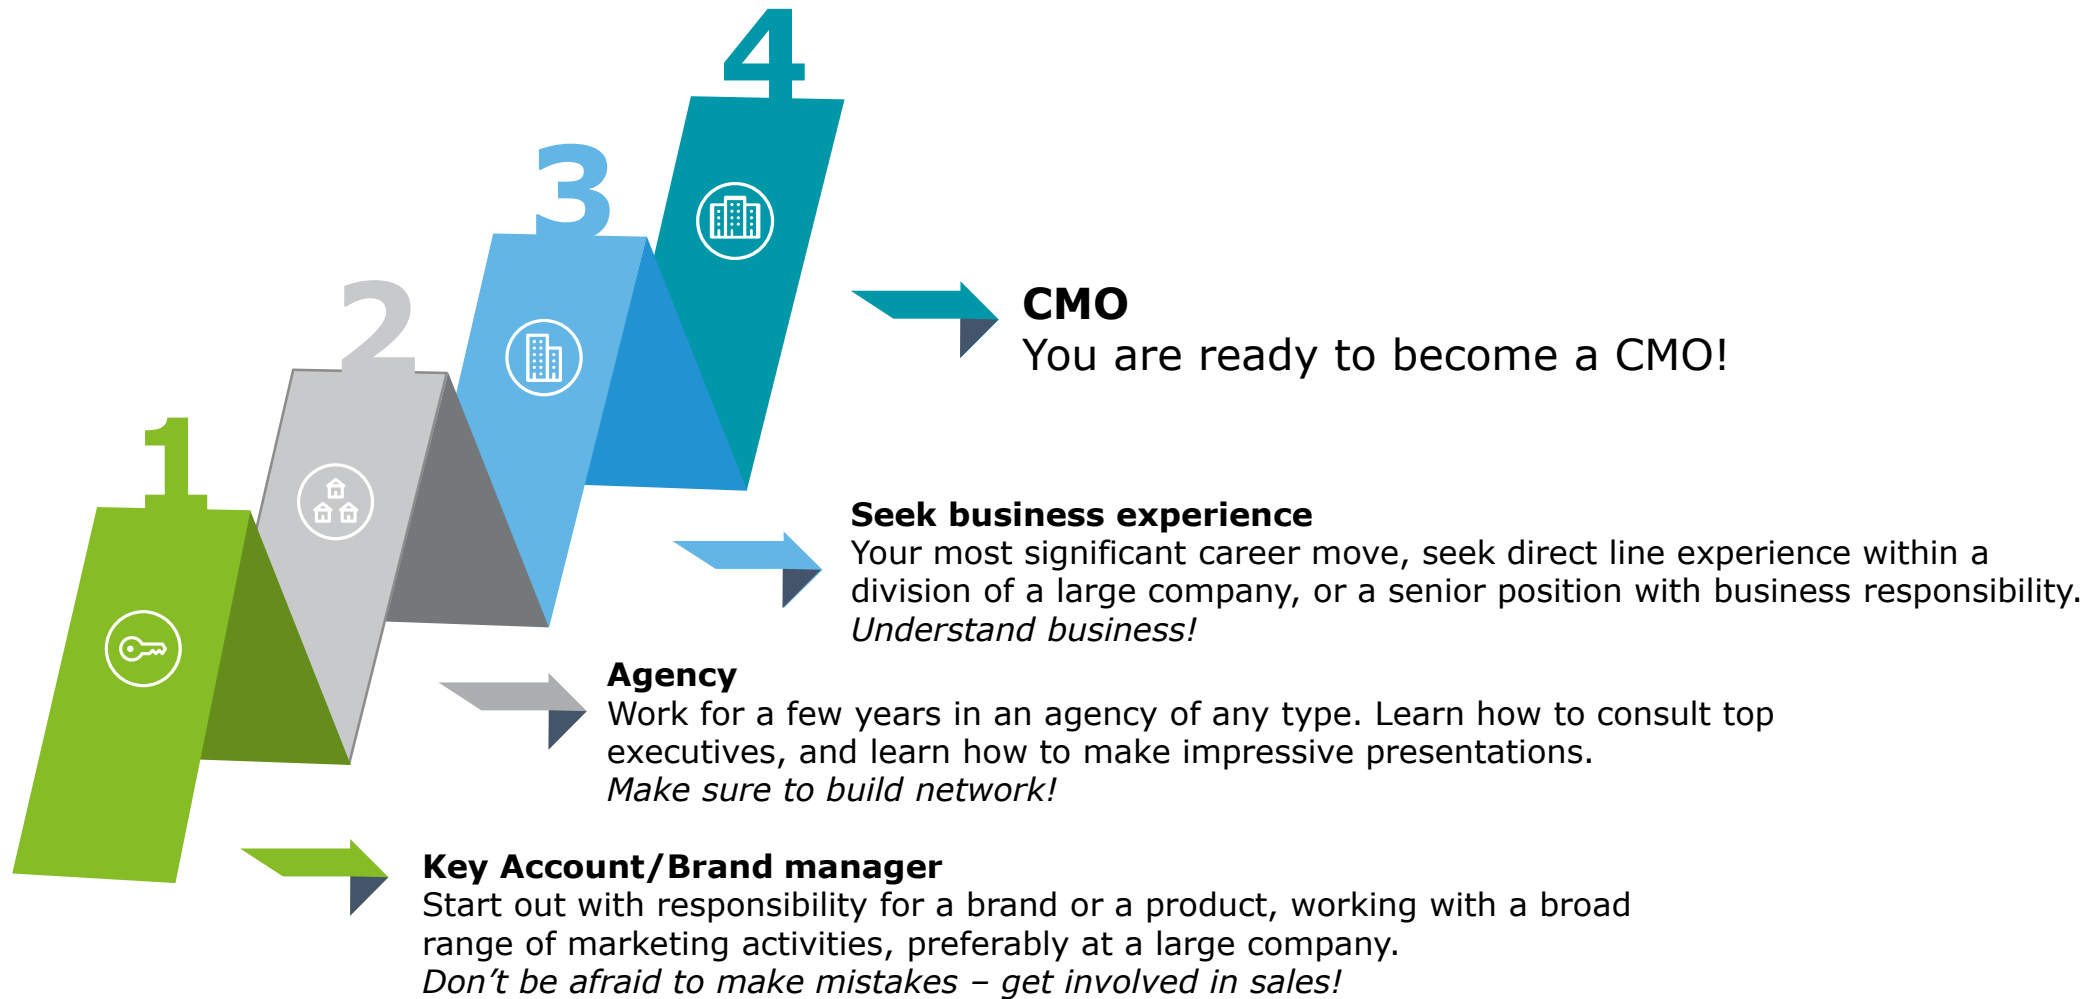 4
3
2
1
CMO
You are ready to become a CMO!
Seek business experience
Your most significant career move, seek direct line experience within a
division of a large company, or a senior position with business responsibility.
Understand business!
Agency
Work for a few years in an agency of any type. Learn how to consult top
executives, and learn how to make impressive presentations.
Make sure to build network!
Key Account/Brand manager
Start out with responsibility for a brand or a product, working with a broad
range of marketing activities, preferably at a large company.
Don’t be afraid to make mistakes – get involved in sales!